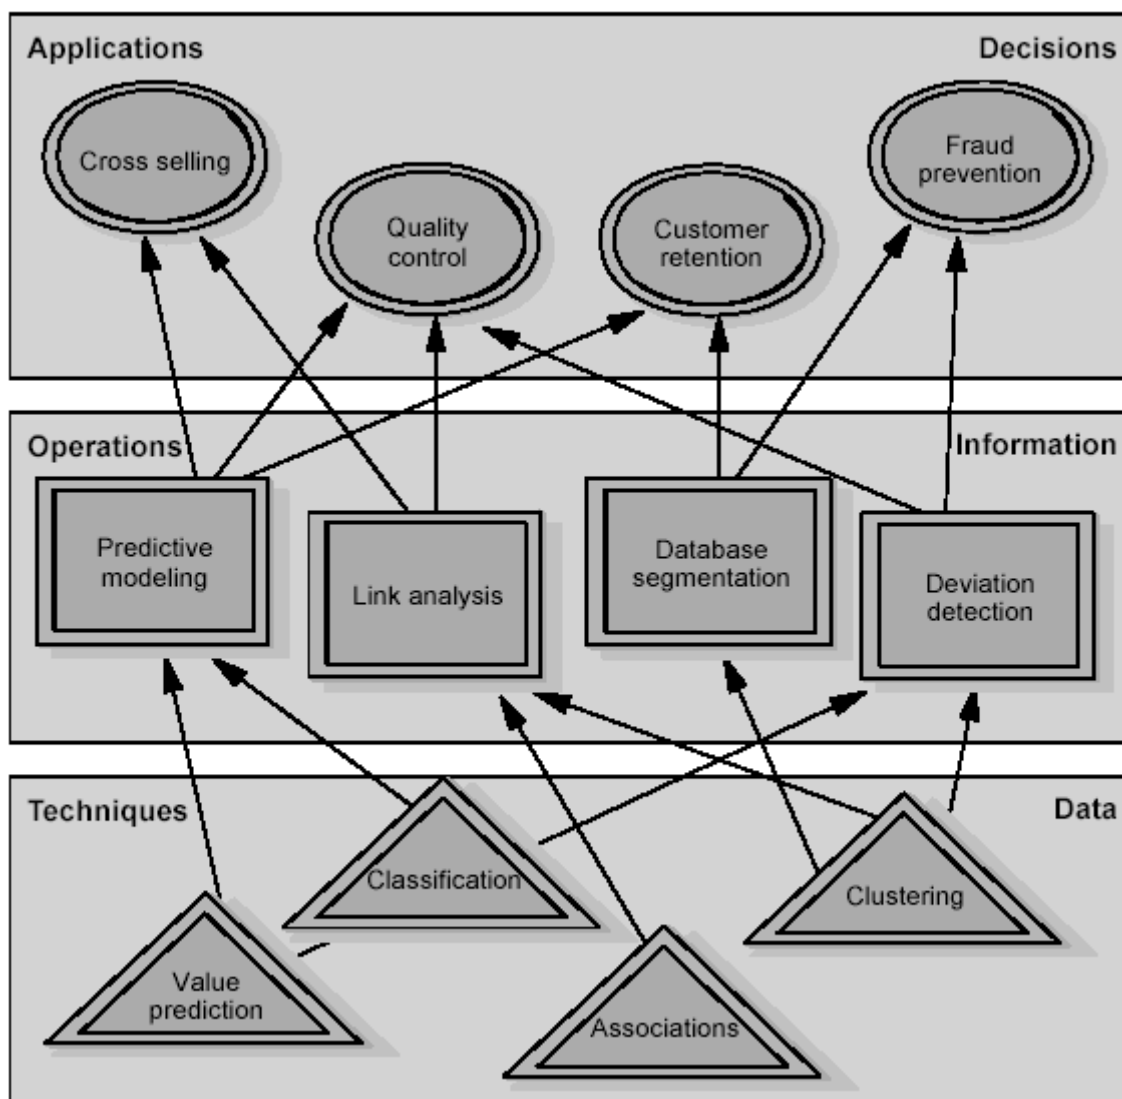 Applications
Decisions
Cross selling
Fraud
prevention
Quality
control
Customer
retention
Operations
Information
Predictive
modeling
Link analysis
Database
segmentation
Deviation
detection
Techniques
Data
Classification
Clustering
Value
prediction
Associations